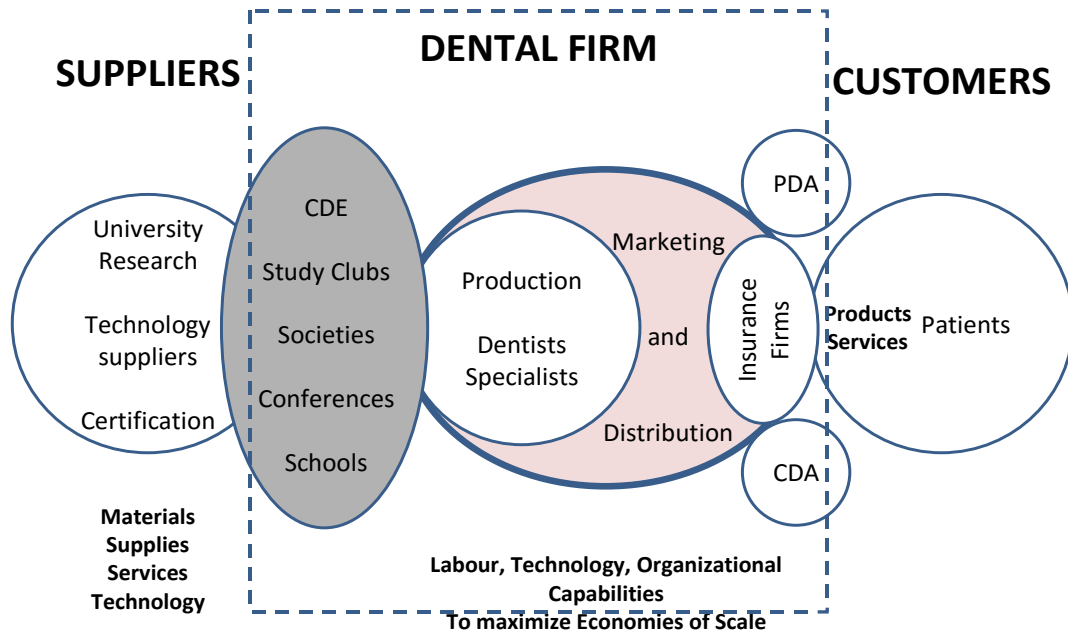 SUPPLIERS
DENTAL FIRM
CUSTOMERS
University
Research
Technology
suppliers
Certification
CDE
Study Clubs
Societies
Conferences
Schools
Production
Dentists
Specialists
Marketing
and
Distribution
Insurance
Firms
PDA
CDA
Products
Services
Patients
Materials
Supplies
Services
Technology
Labour, Technology, Organizational
Capabilities
To maximize Economies of Scale